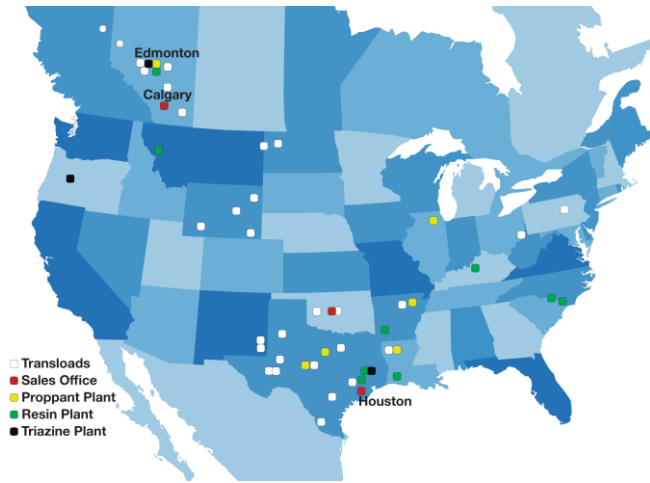 Edmonton
Calgary
Transloads
Sales Office
Proppant Plant
Resin Plant
Houston
Triazine Plant